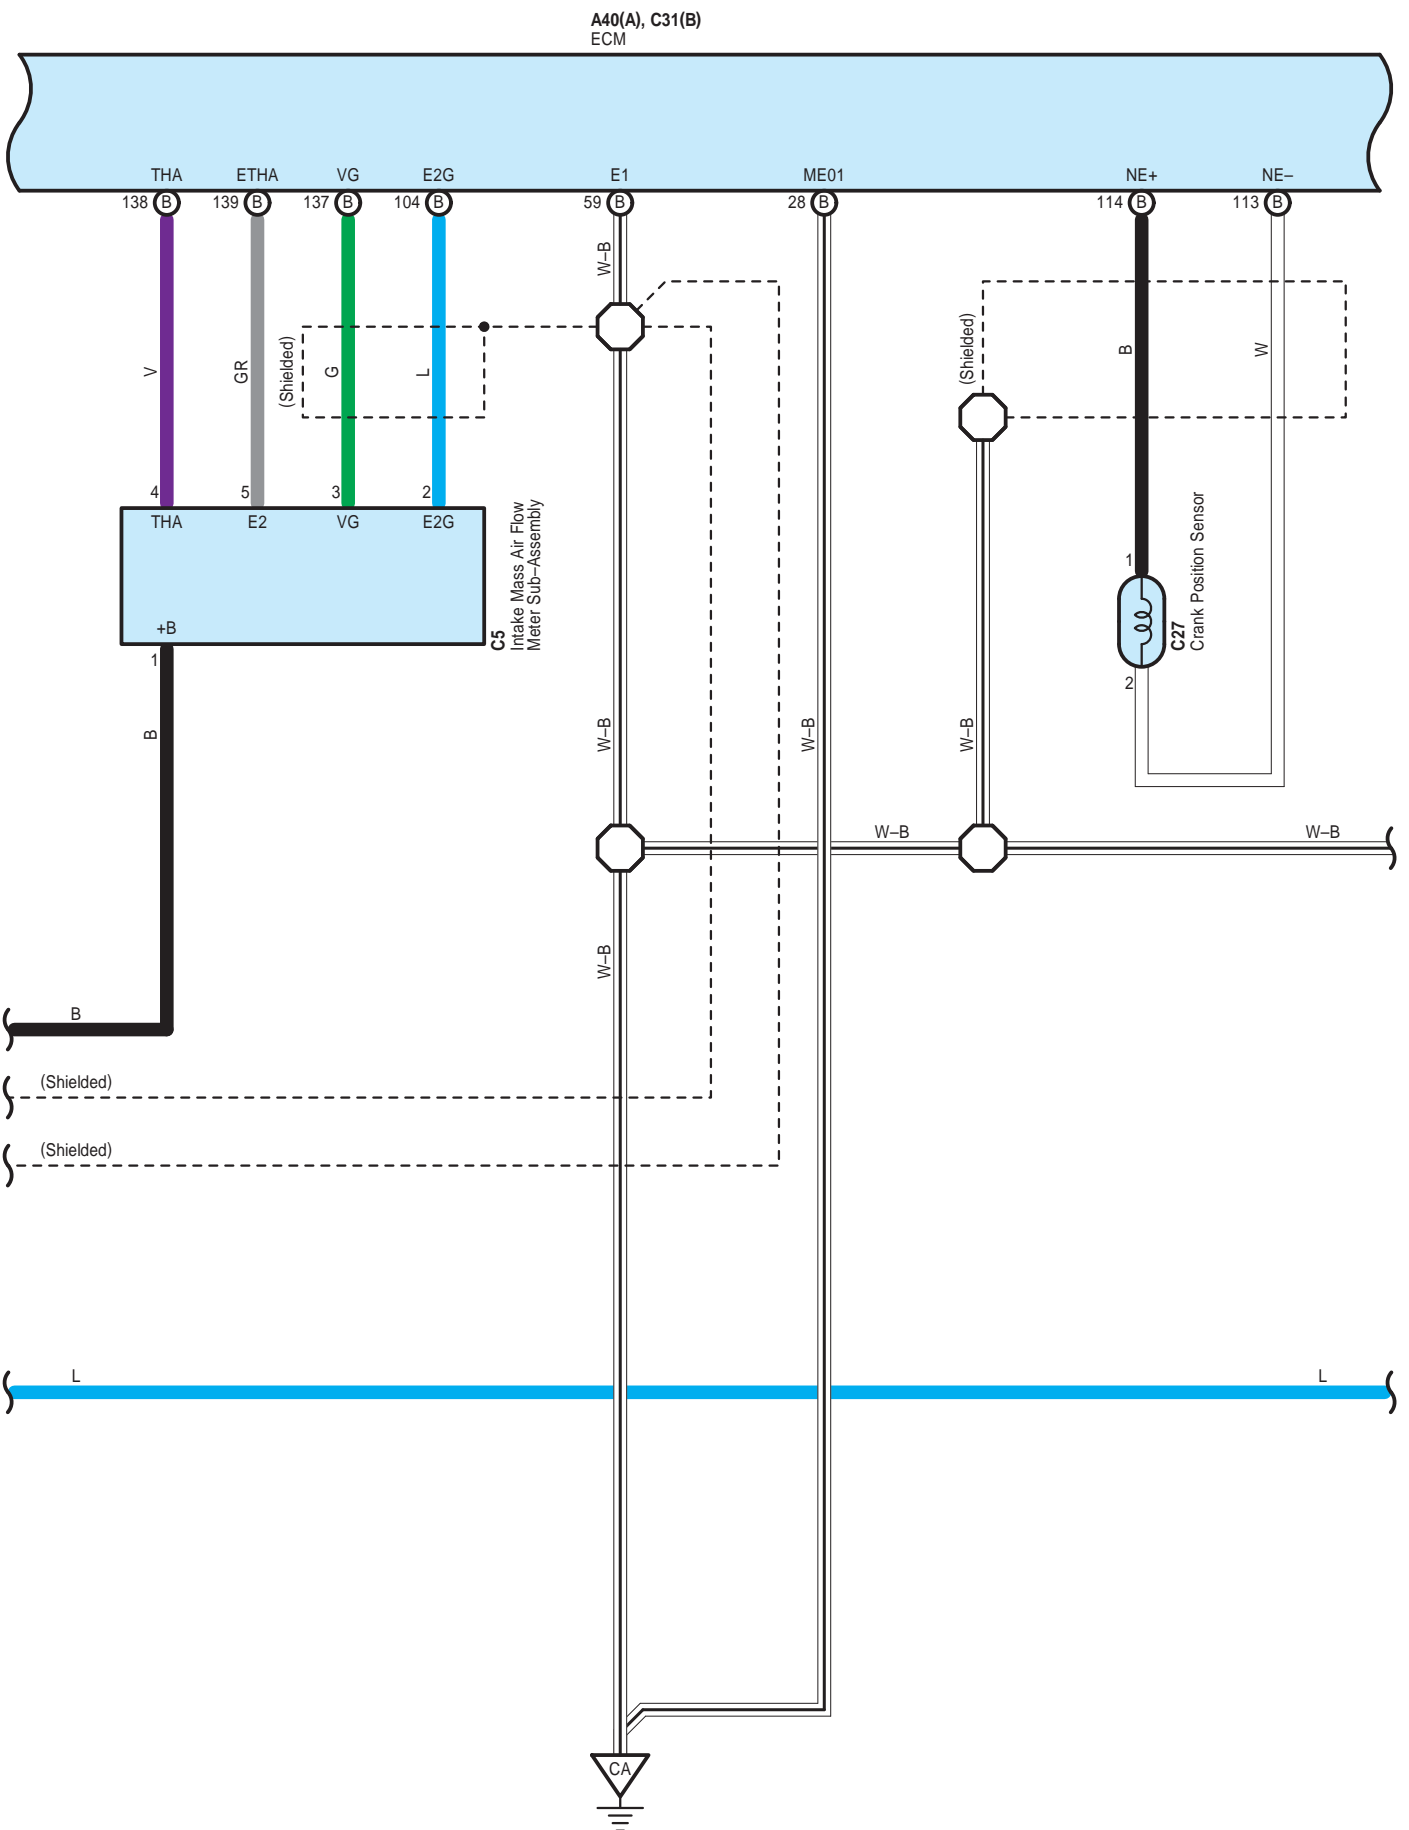 A40(A), C31(B)
ECM
THA
ETHA
VG
E2G
E1
ME01
NE+
NE–
138 B
139 B
137 B
104 B
59 B
28 B
114 B
113 B
W–B
V
GR
(Shielded)
G
L
(Shielded)
B
W
4
5
3
2
THA
E2
VG
E2G
+B
C5
Intake Mass Air Flow
Meter Sub–Assembly
1
C27
Crank Position Sensor
2
1
B
W–B
W–B
W–B
W–B
W–B
W–B
B
(Shielded)
(Shielded)
L
L
CA